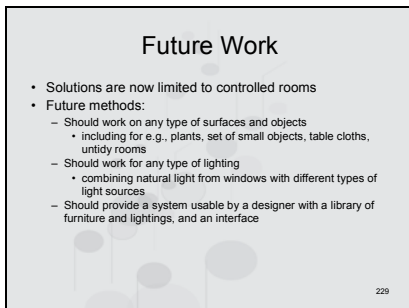 Future Work
• Solutions are now limited to controlled rooms
• Future methods:
– Should work on any type of surfaces and objects
• including for e.g., plants, set of small objects, table cloths,
untidy rooms
– Should work for any type of lighting
• combining natural light from windows with different types of
light sources
– Should provide a system usable by a designer with a library of
furniture and lightings, and an interface
229